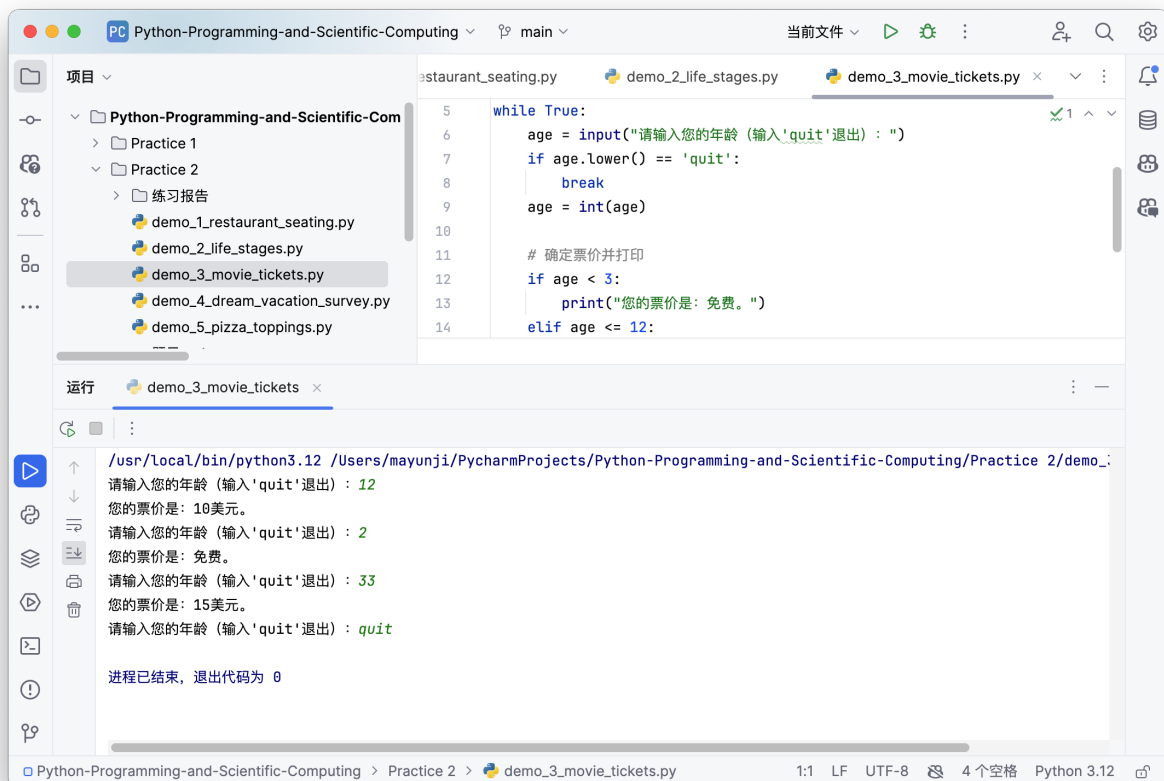 PC Python-Programming-and-Scientific-Computing main 当前文件
项目
Python-Programming-and-Scientific-Com
Practice 1
Practice 2
练习报告
demo_1_restaurant_seating.py
demo_2_life_stages.py
demo_3_movie_tickets.py
demo_4_dream_vacation_survey.py
demo_5_pizza_toppings.py
estaurant_seating.py demo_2_life_stages.py demo_3_movie_tickets.py
1
5 while True:
6 age = input("请输入您的年龄（输入'quit'退出）：")
7 if age.lower() == 'quit':
8 break
9 age = int(age)
10
11 # 确定票价并打印
12 if age < 3:
13 print("您的票价是：免费。")
14 elif age <= 12:
运行 demo_3_movie_tickets
/usr/local/bin/python3.12 /Users/mayunji/PycharmProjects/Python-Programming-and-Scientific-Computing/Practice 2/demo_
请输入您的年龄（输入'quit'退出）：12
您的票价是：10美元。
请输入您的年龄（输入'quit'退出）：2
您的票价是：免费。
请输入您的年龄（输入'quit'退出）：33
您的票价是：15美元。
请输入您的年龄（输入'quit'退出）：quit
进程已结束，退出代码为 0
Python-Programming-and-Scientific-Computing > Practice 2 > demo_3_movie_tickets.py 1:1 LF UTF-8 4 个空格 Python 3.12